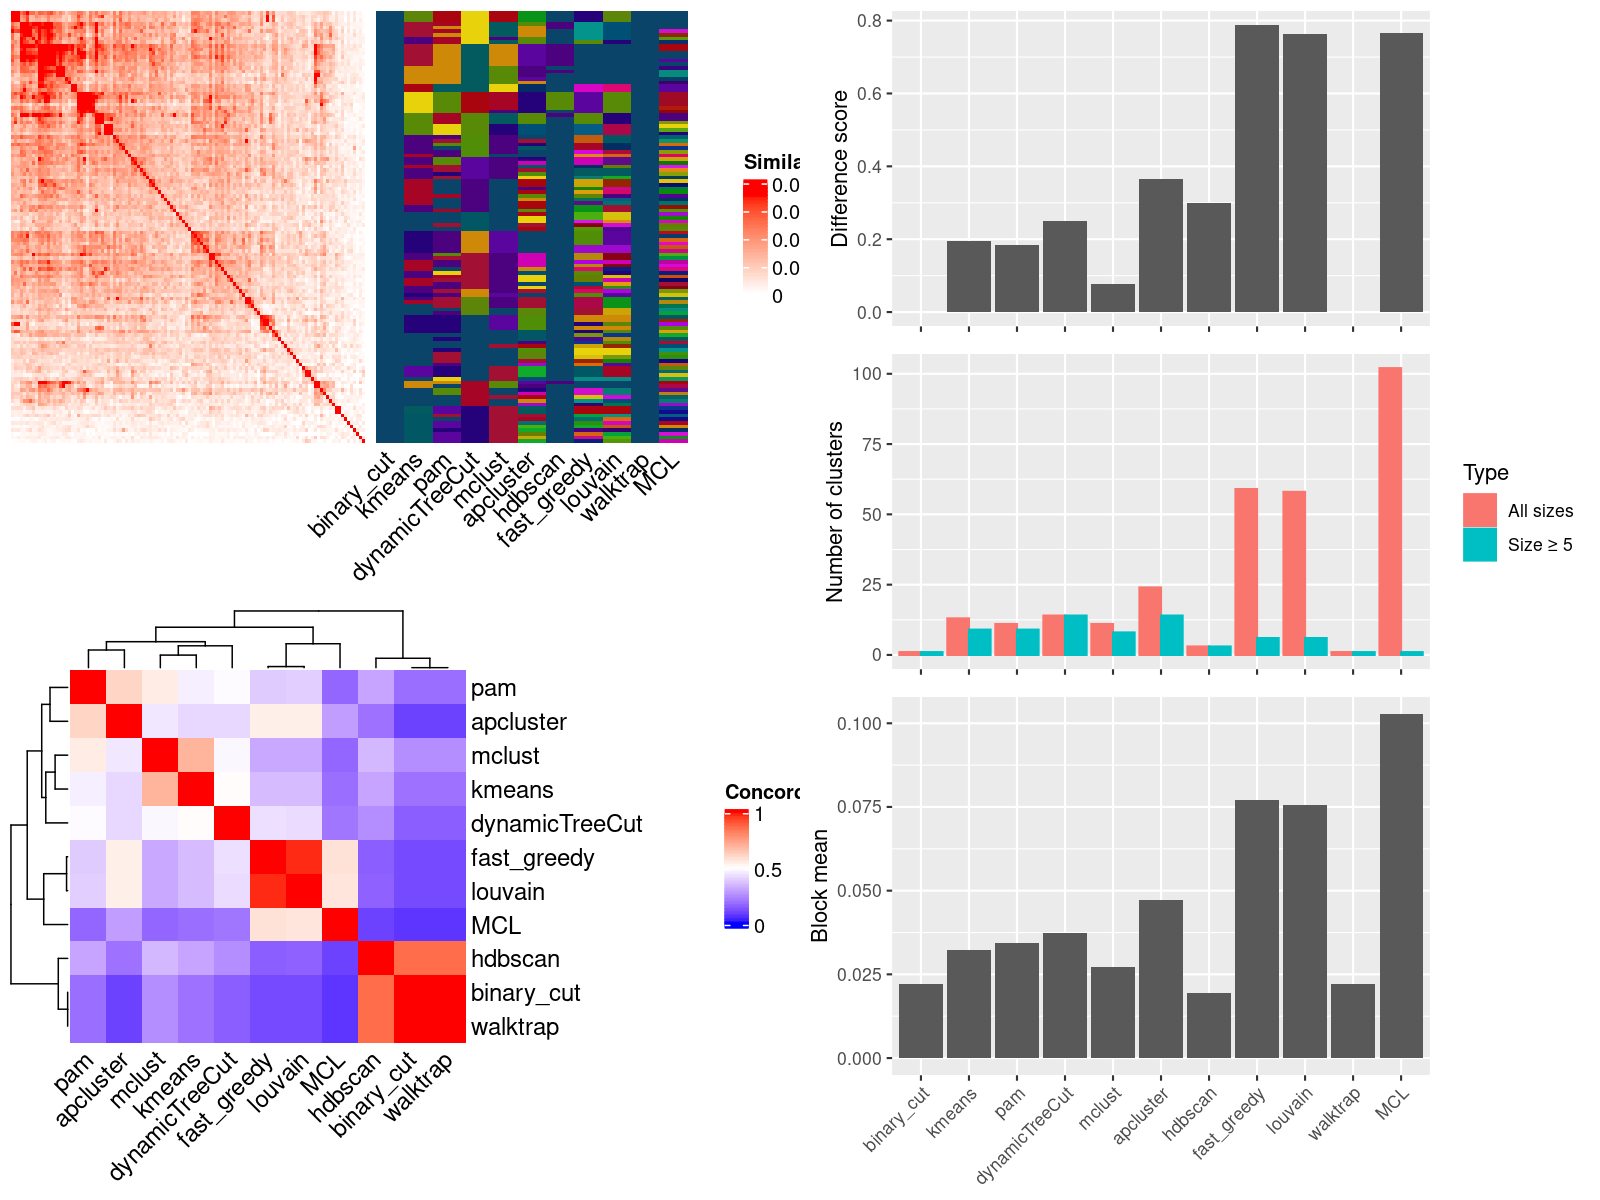 Simila
0.0
0.0
0.0
0.0
0
binary_cut
kmeans
pam
dynamicTreeCut
mclust
apcluster
hdbscan
fast_greedy
louvain
walktrap
MCL
pam
apcluster
mclust
kmeans
dynamicTreeCut
fast_greedy
louvain
MCL
hdbscan
binary_cut
walktrap
pam
apcluster
mclust
kmeans
dynamicTreeCut
fast_greedy
louvain
MCL
hdbscan
binary_cut
walktrap
Concord
1
0.5
0
Difference score
0.8
0.6
0.4
0.2
0.0
Number of clusters
100
75
50
25
0
Type
All sizes
Size ≥ 5
Block mean
0.100
0.075
0.050
0.025
0.000
binary_cut
kmeans
pam
dynamicTreeCut
mclust
apcluster
hdbscan
fast_greedy
louvain
walktrap
MCL